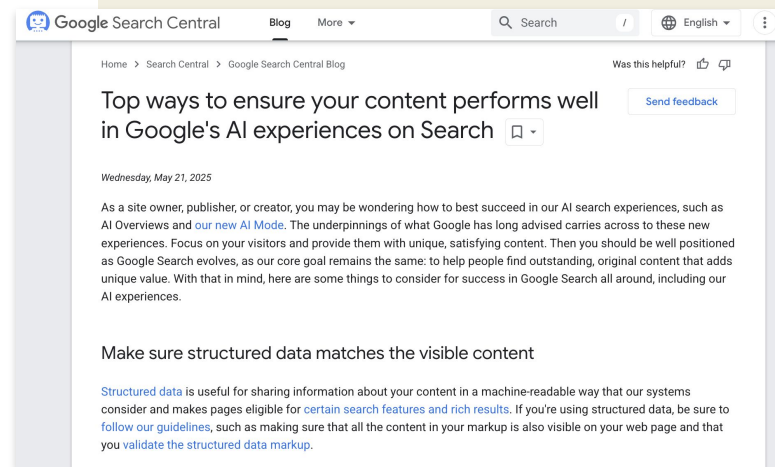 Google Search Central
Blog
More
Search
/
English
Home > Search Central > Google Search Central Blog
Was this helpful?
Top ways to ensure your content performs well
in Google's AI experiences on Search
Send feedback
Wednesday, May 21, 2025
As a site owner, publisher, or creator, you may be wondering how to best succeed in our AI search experiences, such as
AI Overviews and our new AI Mode. The underpinnings of what Google has long advised carries across to these new
experiences. Focus on your visitors and provide them with unique, satisfying content. Then you should be well positioned
as Google Search evolves, as our core goal remains the same: to help people find outstanding, original content that adds
unique value. With that in mind, here are some things to consider for success in Google Search all around, including our
AI experiences.
Make sure structured data matches the visible content
Structured data is useful for sharing information about your content in a machine-readable way that our systems
consider and makes pages eligible for certain search features and rich results. If you're using structured data, be sure to
follow our guidelines, such as making sure that all the content in your markup is also visible on your web page and that
you validate the structured data markup.